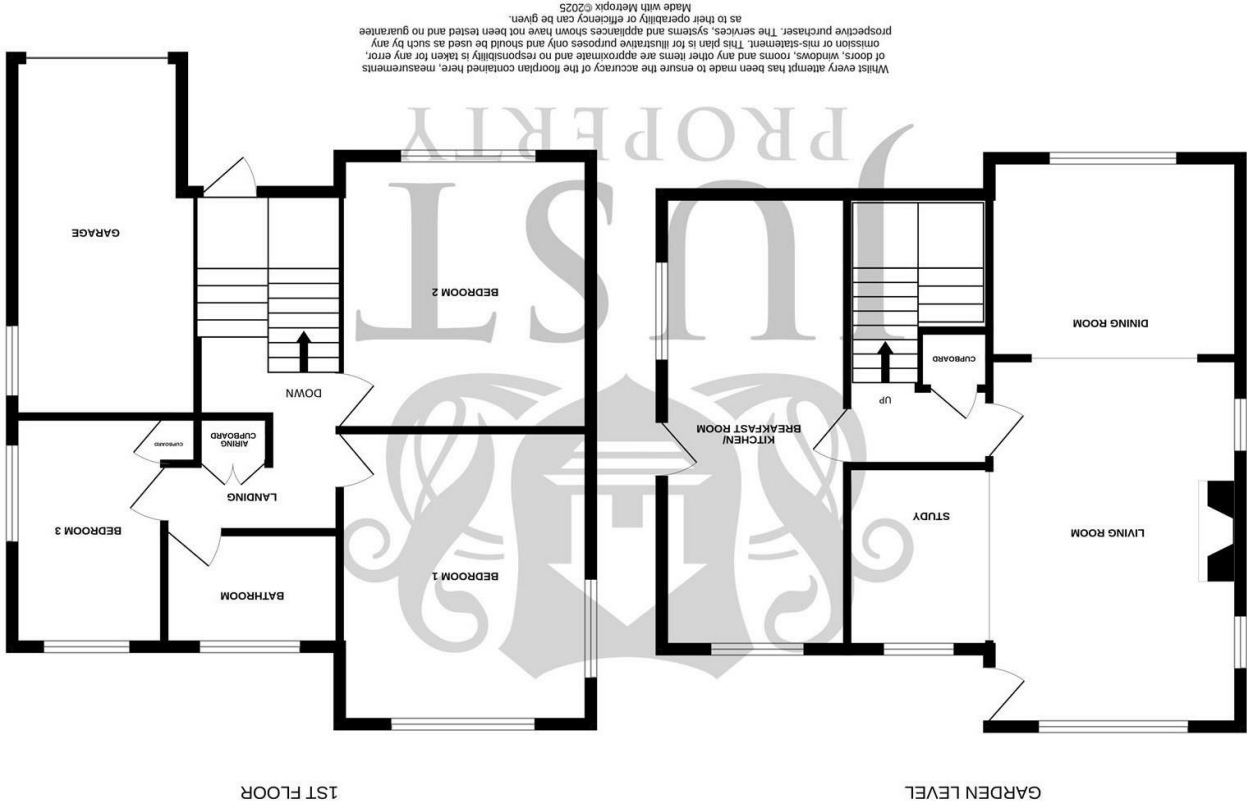 GARDEN LEVEL
1ST FLOOR
LIVING ROOM
STUDY
KITCHEN/
BREAKFAST ROOM
UP
CUPBOARD
DINING ROOM
BEDROOM 1
BATHROOM
BEDROOM 3
LANDING
AIRING
CUPBOARD
CUPBOARD
DOWN
BEDROOM 2
GARAGE
JUST
PROPERTY
Whilst every attempt has been made to ensure the accuracy of the floorplan contained here, measurements
of doors, windows, rooms and any other items are approximate and no responsibility is taken for any error,
omission or mis-statement. This plan is for illustrative purposes only and should be used as such by any
prospective purchaser. The services, systems and appliances shown have not been tested and no guarantee
as to their operability or efficiency can be given.
Made with Metropix ©2025